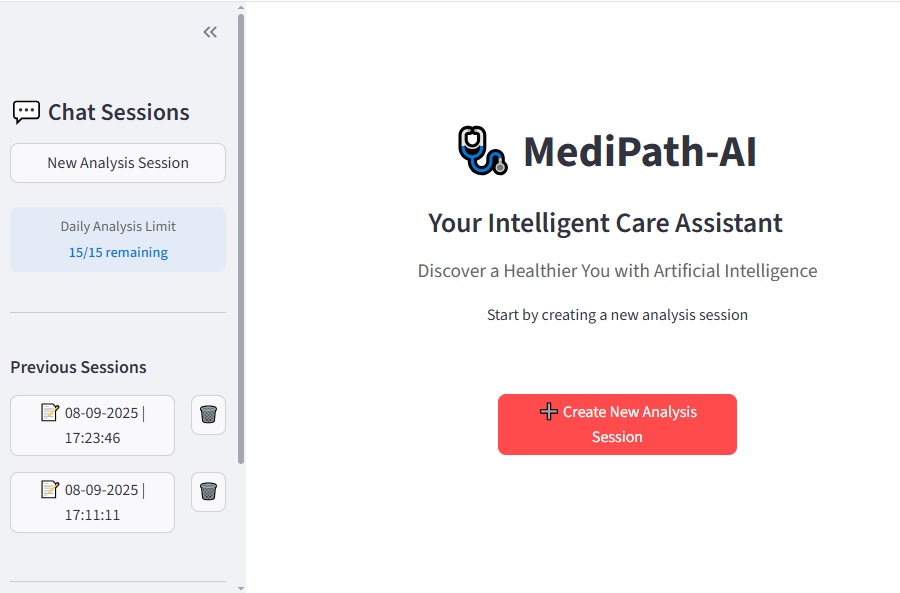 Chat Sessions
New Analysis Session
Daily Analysis Limit
15/15 remaining
Previous Sessions
08-09-2025 |
17:23:46
08-09-2025 |
17:11:11
MediPath-AI
Your Intelligent Care Assistant
Discover a Healthier You with Artificial Intelligence
Start by creating a new analysis session
Create New Analysis
Session